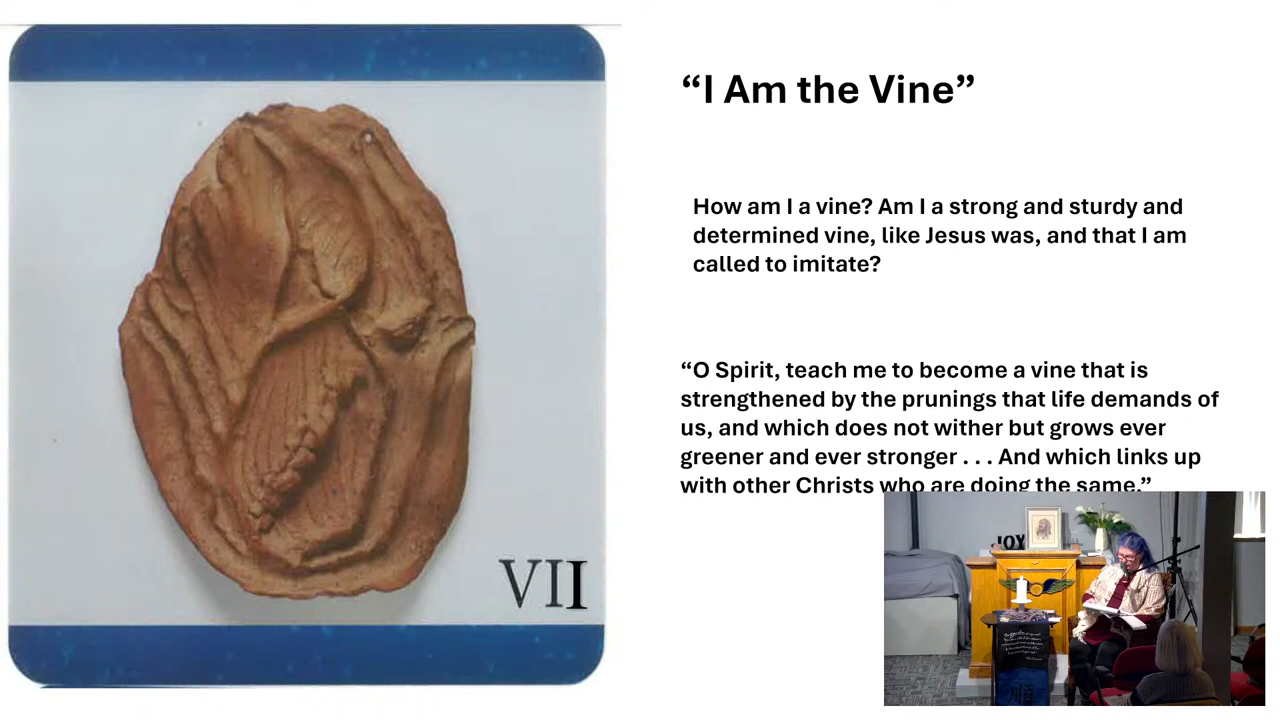 “I Am the Vine”
How am I a vine? Am I a strong and sturdy and
determined vine, like Jesus was, and that I am
called to imitate?
“O Spirit, teach me to become a vine that is
strengthened by the prunings that life demands of
us, and which does not wither but grows ever
greener and ever stronger . . . And which links up
with other Christs who are doing the same.”
VII
JOY